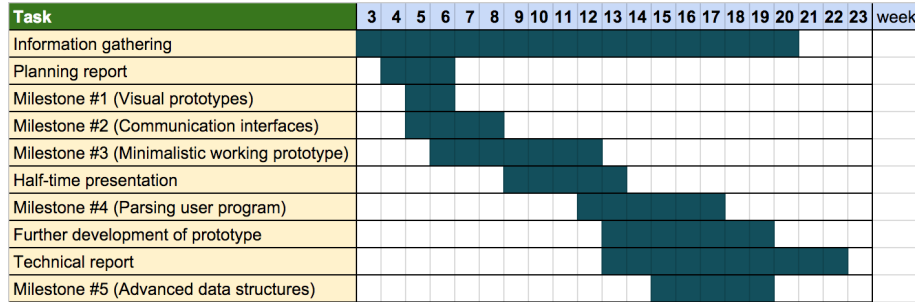 Task 3 4 5 6 7 8 9 10 11 12 13 14 15 16 17 18 19 20 21 22 23 week
Information gathering
Planning report
Milestone #1 (Visual prototypes)
Milestone #2 (Communication interfaces)
Milestone #3 (Minimalistic working prototype)
Half-time presentation
Milestone #4 (Parsing user program)
Further development of prototype
Technical report
Milestone #5 (Advanced data structures)